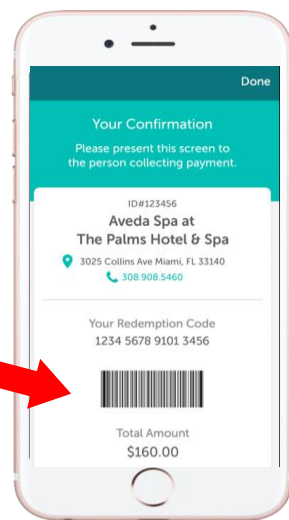 Done
Your Confirmation
Please present this screen to
the person collecting payment.
ID#123456
Aveda Spa at
The Palms Hotel & Spa
3025 Collins Ave Miami, FL 33140
308.908.5460
Your Redemption Code
1234 5678 9101 3456
Total Amount
$160.00